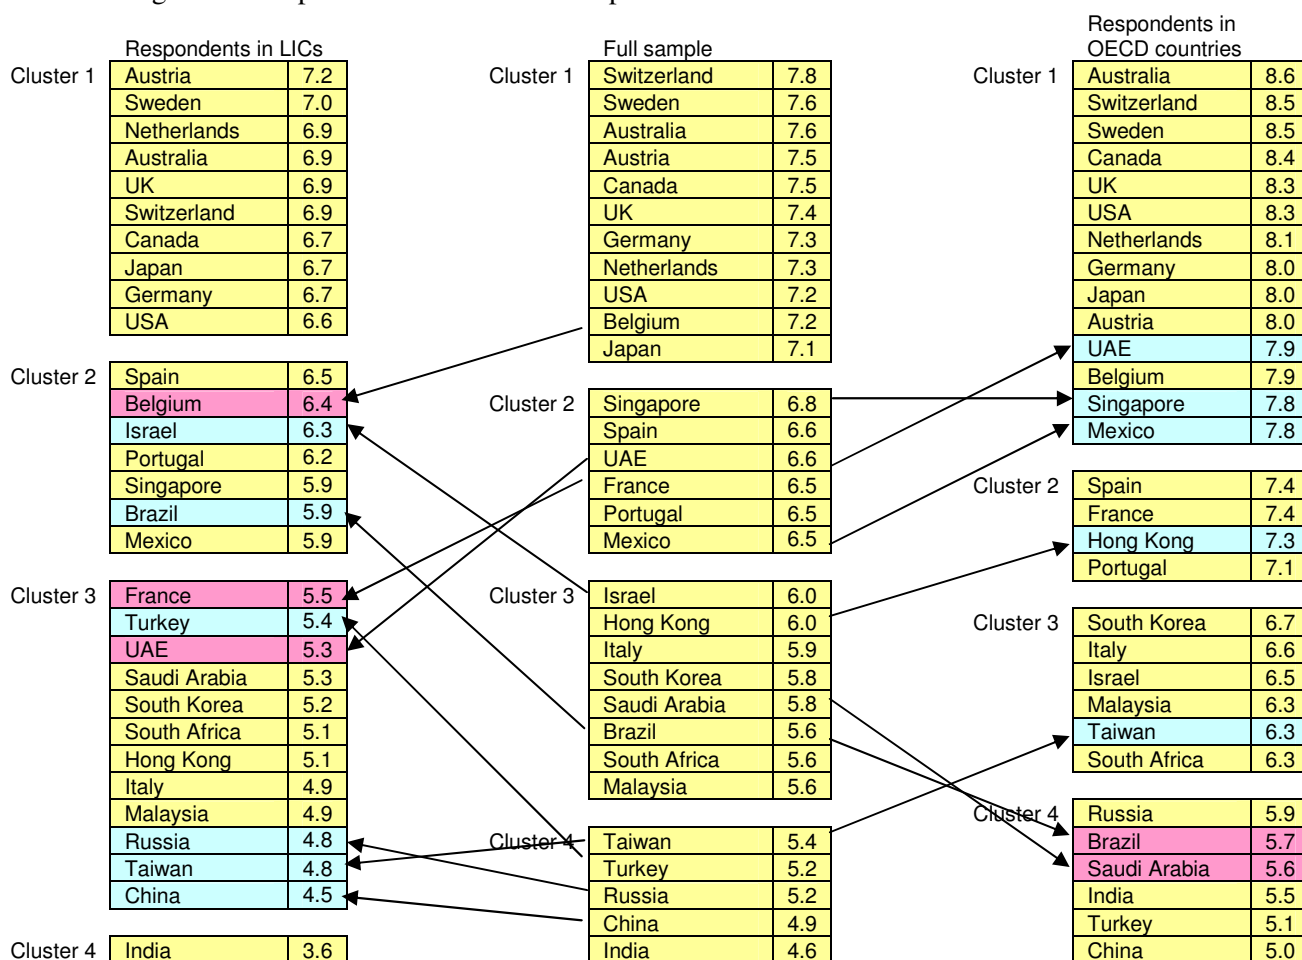 Respondents in LICs
Cluster 1
Austria 7.2
Sweden 7.0
Netherlands 6.9
Australia 6.9
UK 6.9
Switzerland 6.9
Canada 6.7
Japan 6.7
Germany 6.7
USA 6.6
Cluster 2
Spain 6.5
Belgium 6.4
Israel 6.3
Portugal 6.2
Singapore 5.9
Brazil 5.9
Mexico 5.9
Cluster 3
France 5.5
Turkey 5.4
UAE 5.3
Saudi Arabia 5.3
South Korea 5.2
South Africa 5.1
Hong Kong 5.1
Italy 4.9
Malaysia 4.9
Russia 4.8
Taiwan 4.8
China 4.5
Cluster 4
India 3.6
Full sample
Cluster 1
Switzerland 7.8
Sweden 7.6
Australia 7.6
Austria 7.5
Canada 7.5
UK 7.4
Germany 7.3
Netherlands 7.3
USA 7.2
Belgium 7.2
Japan 7.1
Cluster 2
Singapore 6.8
Spain 6.6
UAE 6.6
France 6.5
Portugal 6.5
Mexico 6.5
Cluster 3
Israel 6.0
Hong Kong 6.0
Italy 5.9
South Korea 5.8
Saudi Arabia 5.8
Brazil 5.6
South Africa 5.6
Malaysia 5.6
Cluster 4
Taiwan 5.4
Turkey 5.2
Russia 5.2
China 4.9
India 4.6
Respondents in
OECD countries
Cluster 1
Australia 8.6
Switzerland 8.5
Sweden 8.5
Canada 8.4
UK 8.3
USA 8.3
Netherlands 8.1
Germany 8.0
Japan 8.0
Austria 8.0
UAE 7.9
Belgium 7.9
Singapore 7.8
Mexico 7.8
Cluster 2
Spain 7.4
France 7.4
Hong Kong 7.3
Portugal 7.1
Cluster 3
South Korea 6.7
Italy 6.6
Israel 6.5
Malaysia 6.3
Taiwan 6.3
South Africa 6.3
Cluster 4
Russia 5.9
Brazil 5.7
Saudi Arabia 5.6
India 5.5
Turkey 5.1
China 5.0